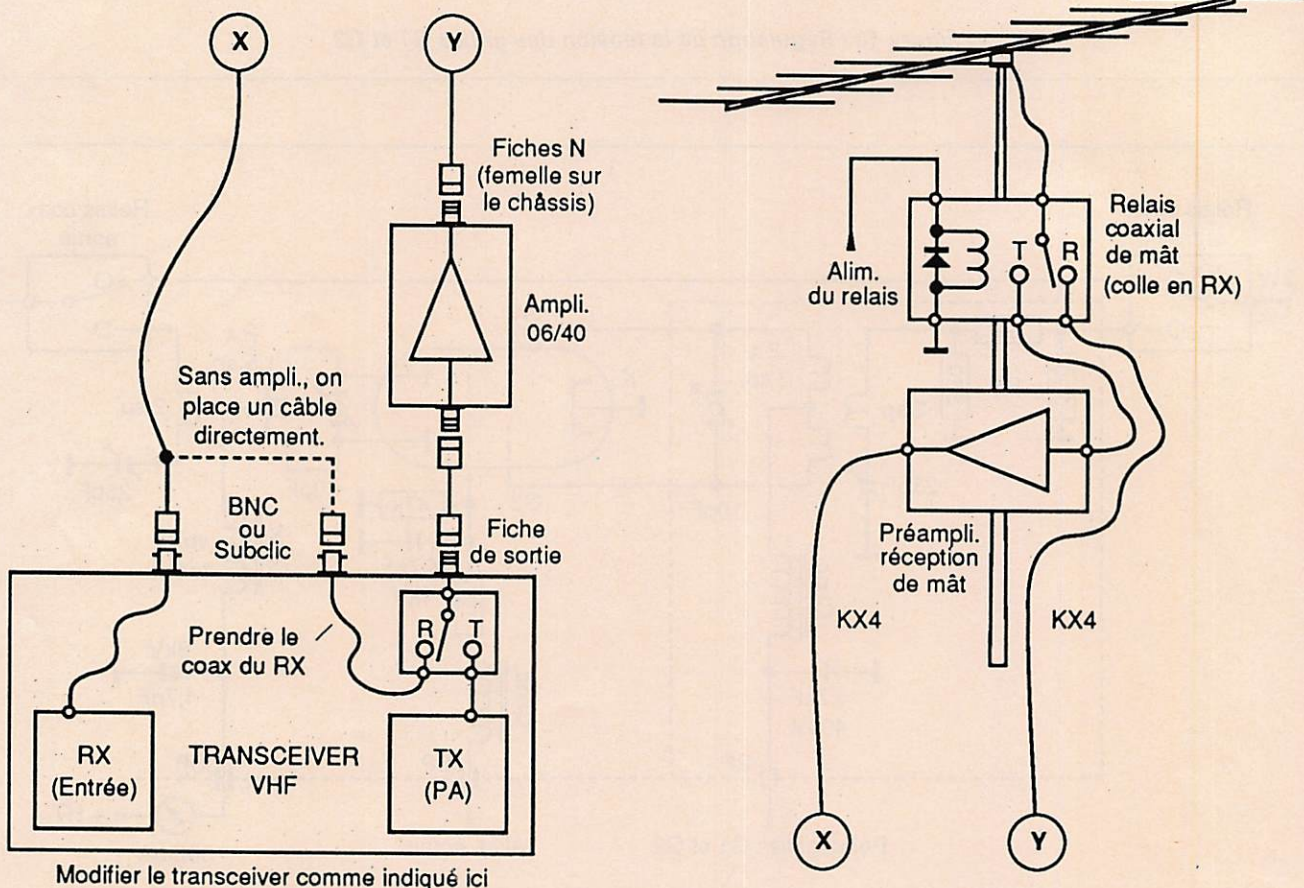 X
Y
Fiches N
(femelle sur
le châssis)
Ampli.
06/40
Sans ampli., on
place un câble
directement.
BNC
ou
Subclic
Fiche
de sortie
Prendre le
coax du RX
R
T
RX
(Entrée)
TRANSCEIVER
VHF
TX
(PA)
Modifier le transceiver comme indiqué ici
Alim.
du relais
T
R
Relais
coaxial
de mât
(colle en RX)
Préampli.
réception
de mât
KX4
KX4
X
Y